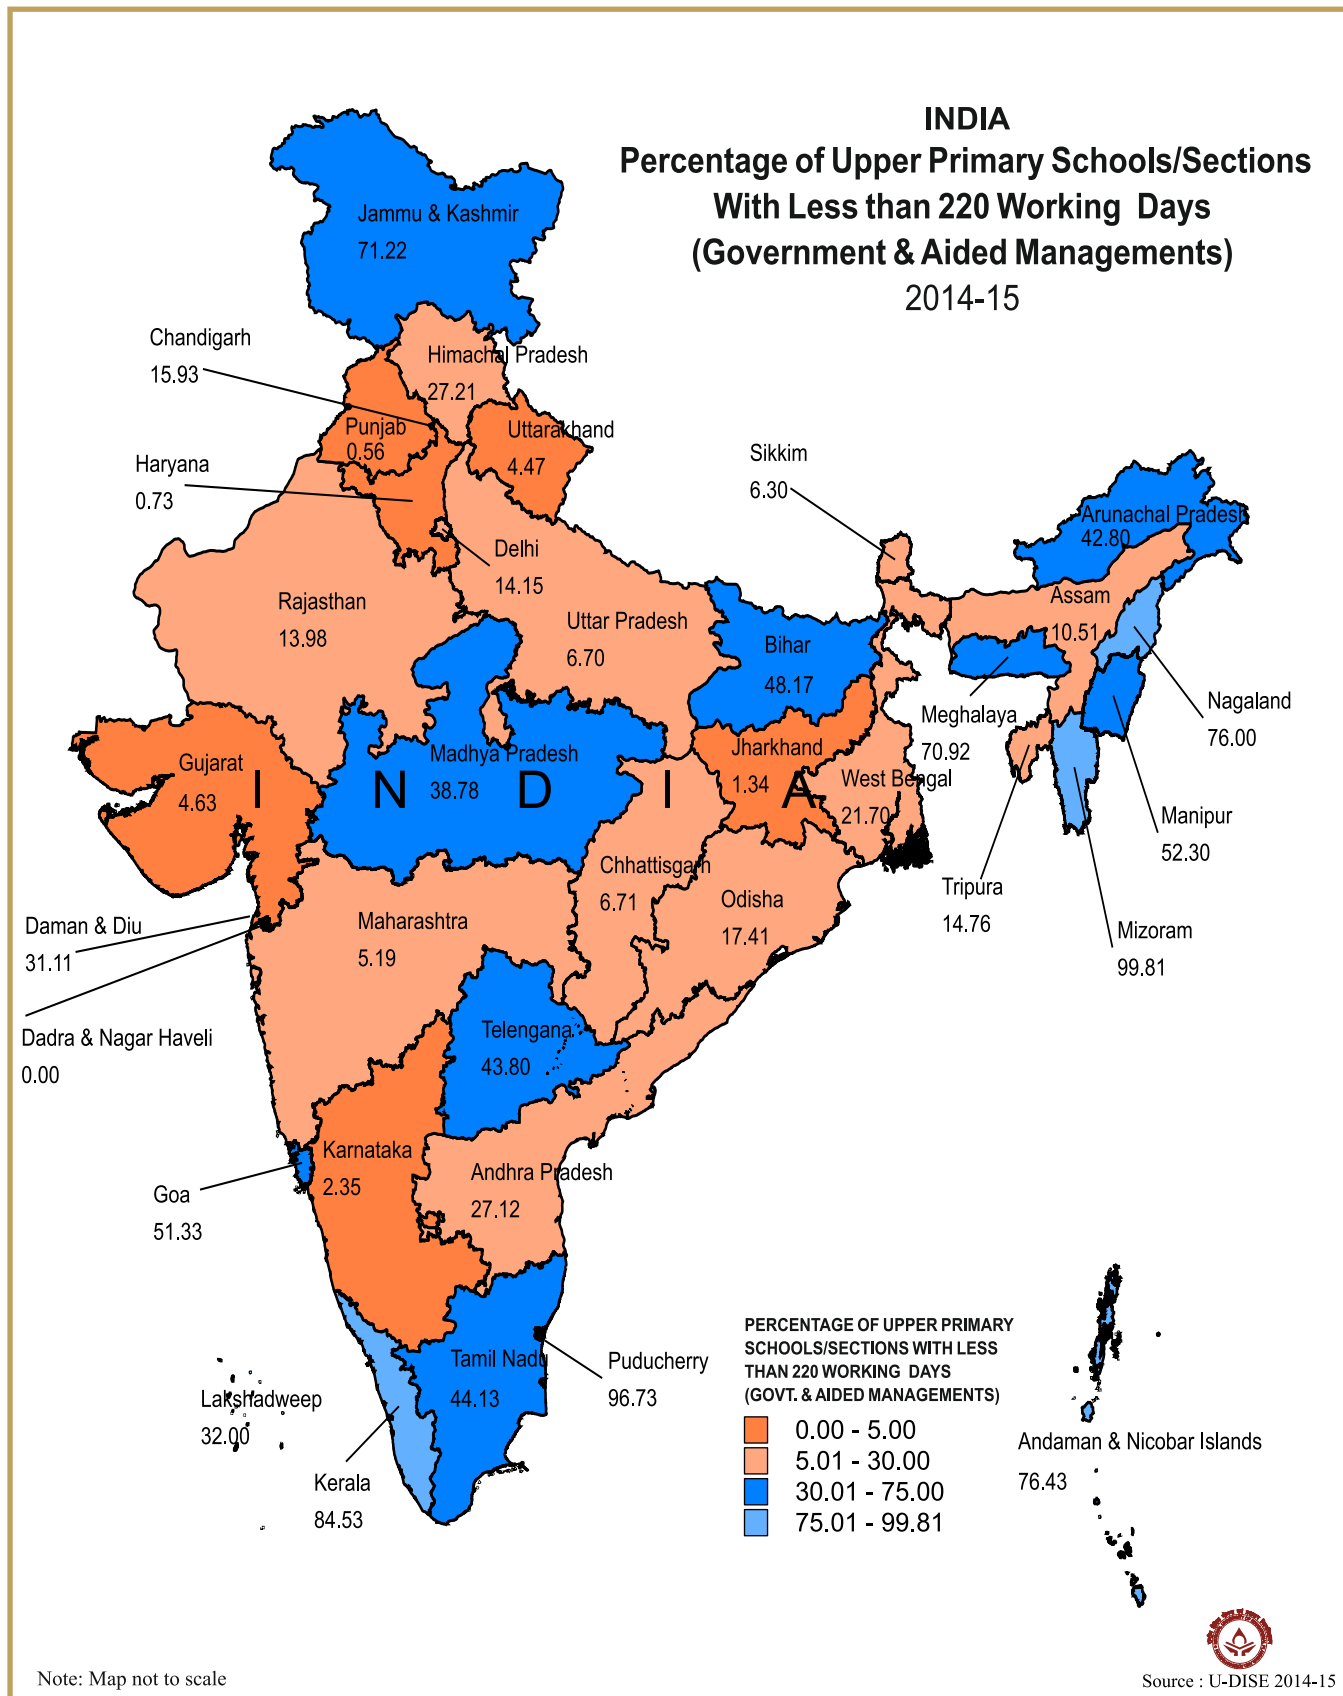 INDIA
Percentage of Upper Primary Schools/Sections
With Less than 220 Working Days
(Government & Aided Managements)
2014-15
Jammu & Kashmir
71.22
Chandigarh
15.93
Himachal Pradesh
27.21
Punjab
0.56
Uttarakhand
4.47
Haryana
0.73
Sikkim
6.30
Arunachal Pradesh
42.80
Delhi
14.15
Rajasthan
13.98
Uttar Pradesh
6.70
Bihar
48.17
Assam
10.51
Nagaland
76.00
Meghalaya
70.92
Gujarat
4.63
Madhya Pradesh
38.78
Jharkhand
1.34
West Bengal
21.70
I N D I A
Manipur
52.30
Chhattisgarh
6.71
Odisha
17.41
Tripura
14.76
Mizoram
99.81
Daman & Diu
31.11
Maharashtra
5.19
Dadra & Nagar Haveli
0.00
Telengana
43.80
Karnataka
2.35
Andhra Pradesh
27.12
Goa
51.33
Tamil Nadu
44.13
Puducherry
96.73
Lakshadweep
32.00
Kerala
84.53
PERCENTAGE OF UPPER PRIMARY
SCHOOLS/SECTIONS WITH LESS
THAN 220 WORKING DAYS
(GOVT. & AIDED MANAGEMENTS)
0.00 - 5.00
5.01 - 30.00
30.01 - 75.00
75.01 - 99.81
Andaman & Nicobar Islands
76.43
Note: Map not to scale
Source : U-DISE 2014-15